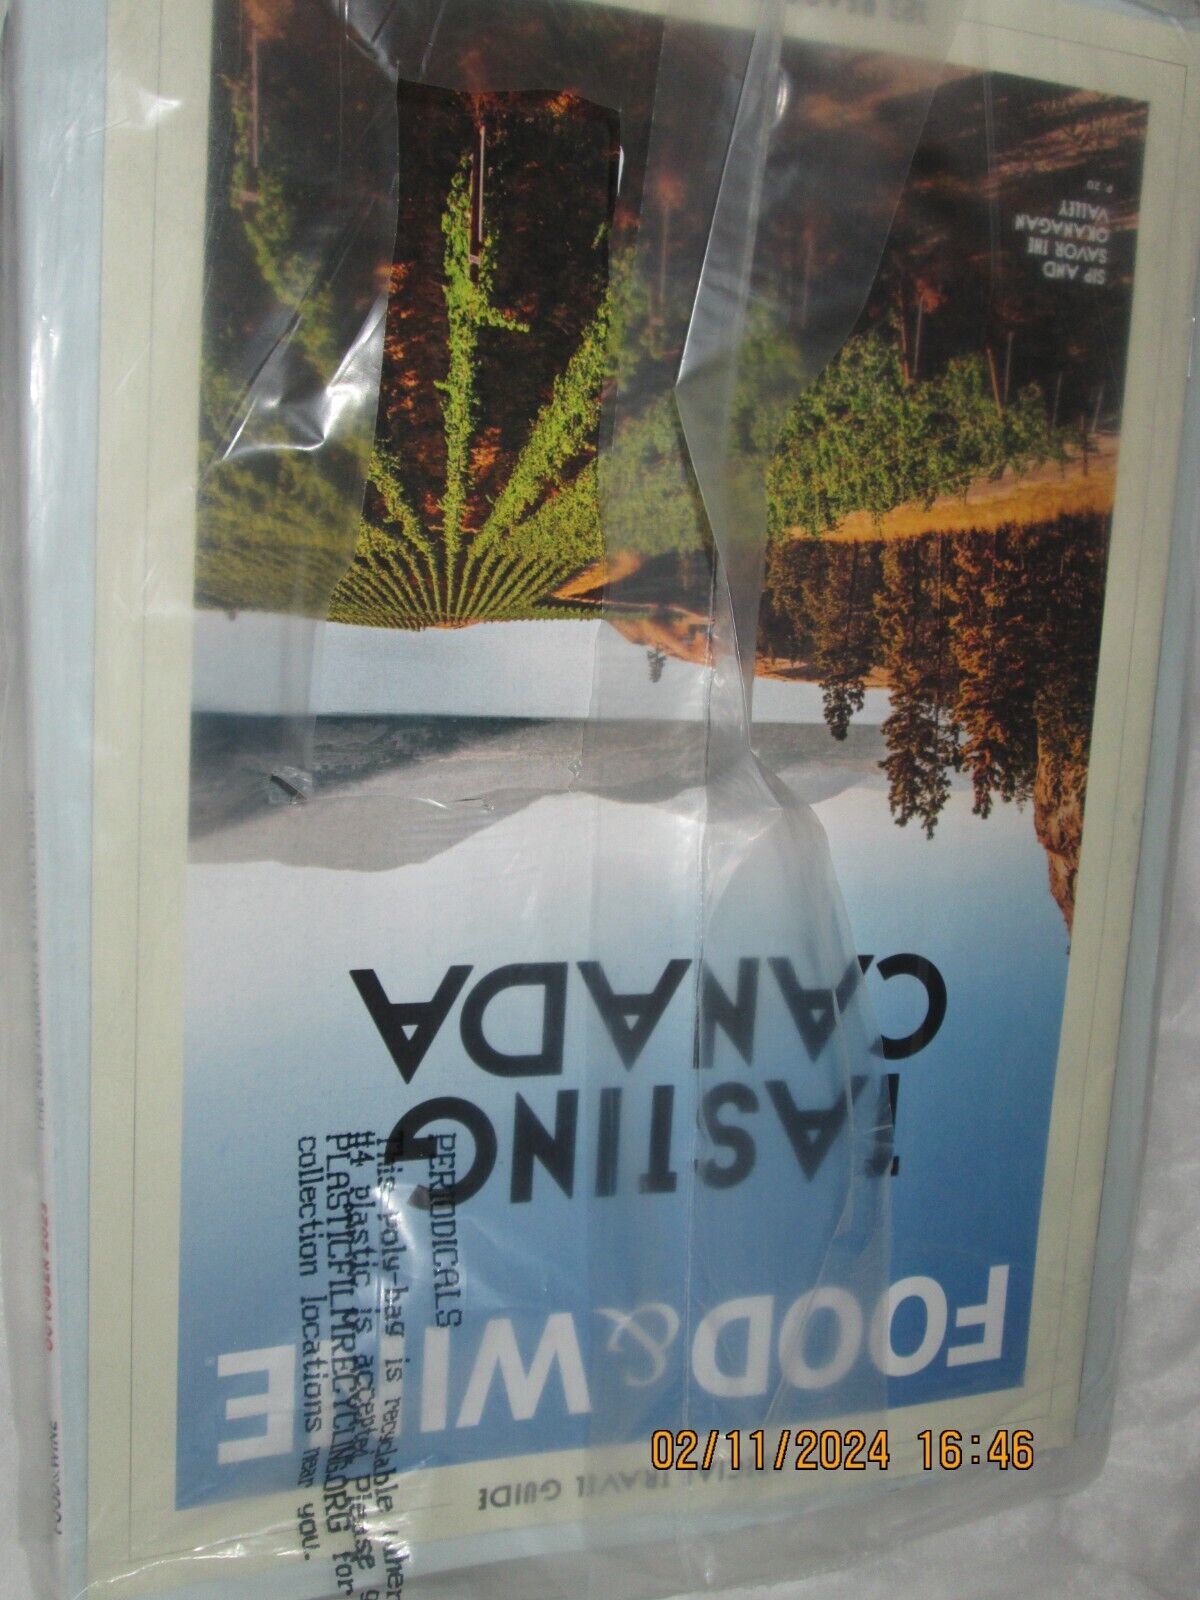 SPECIAL TRAVEL GUIDE
FOOD & WINE
TASTING
CANADA
SIP AND
SAVOR THE
OKANAGAN
VALLEY
P. 20
PERIODICALS
This poly-bag is recyclable where
#4 plastic is accepted. Please g
PLASTICFILMRECYCLING.ORG for
collection locations near you.
FOOD & WINE
OCTOBER 2023
02/11/2024 16:46